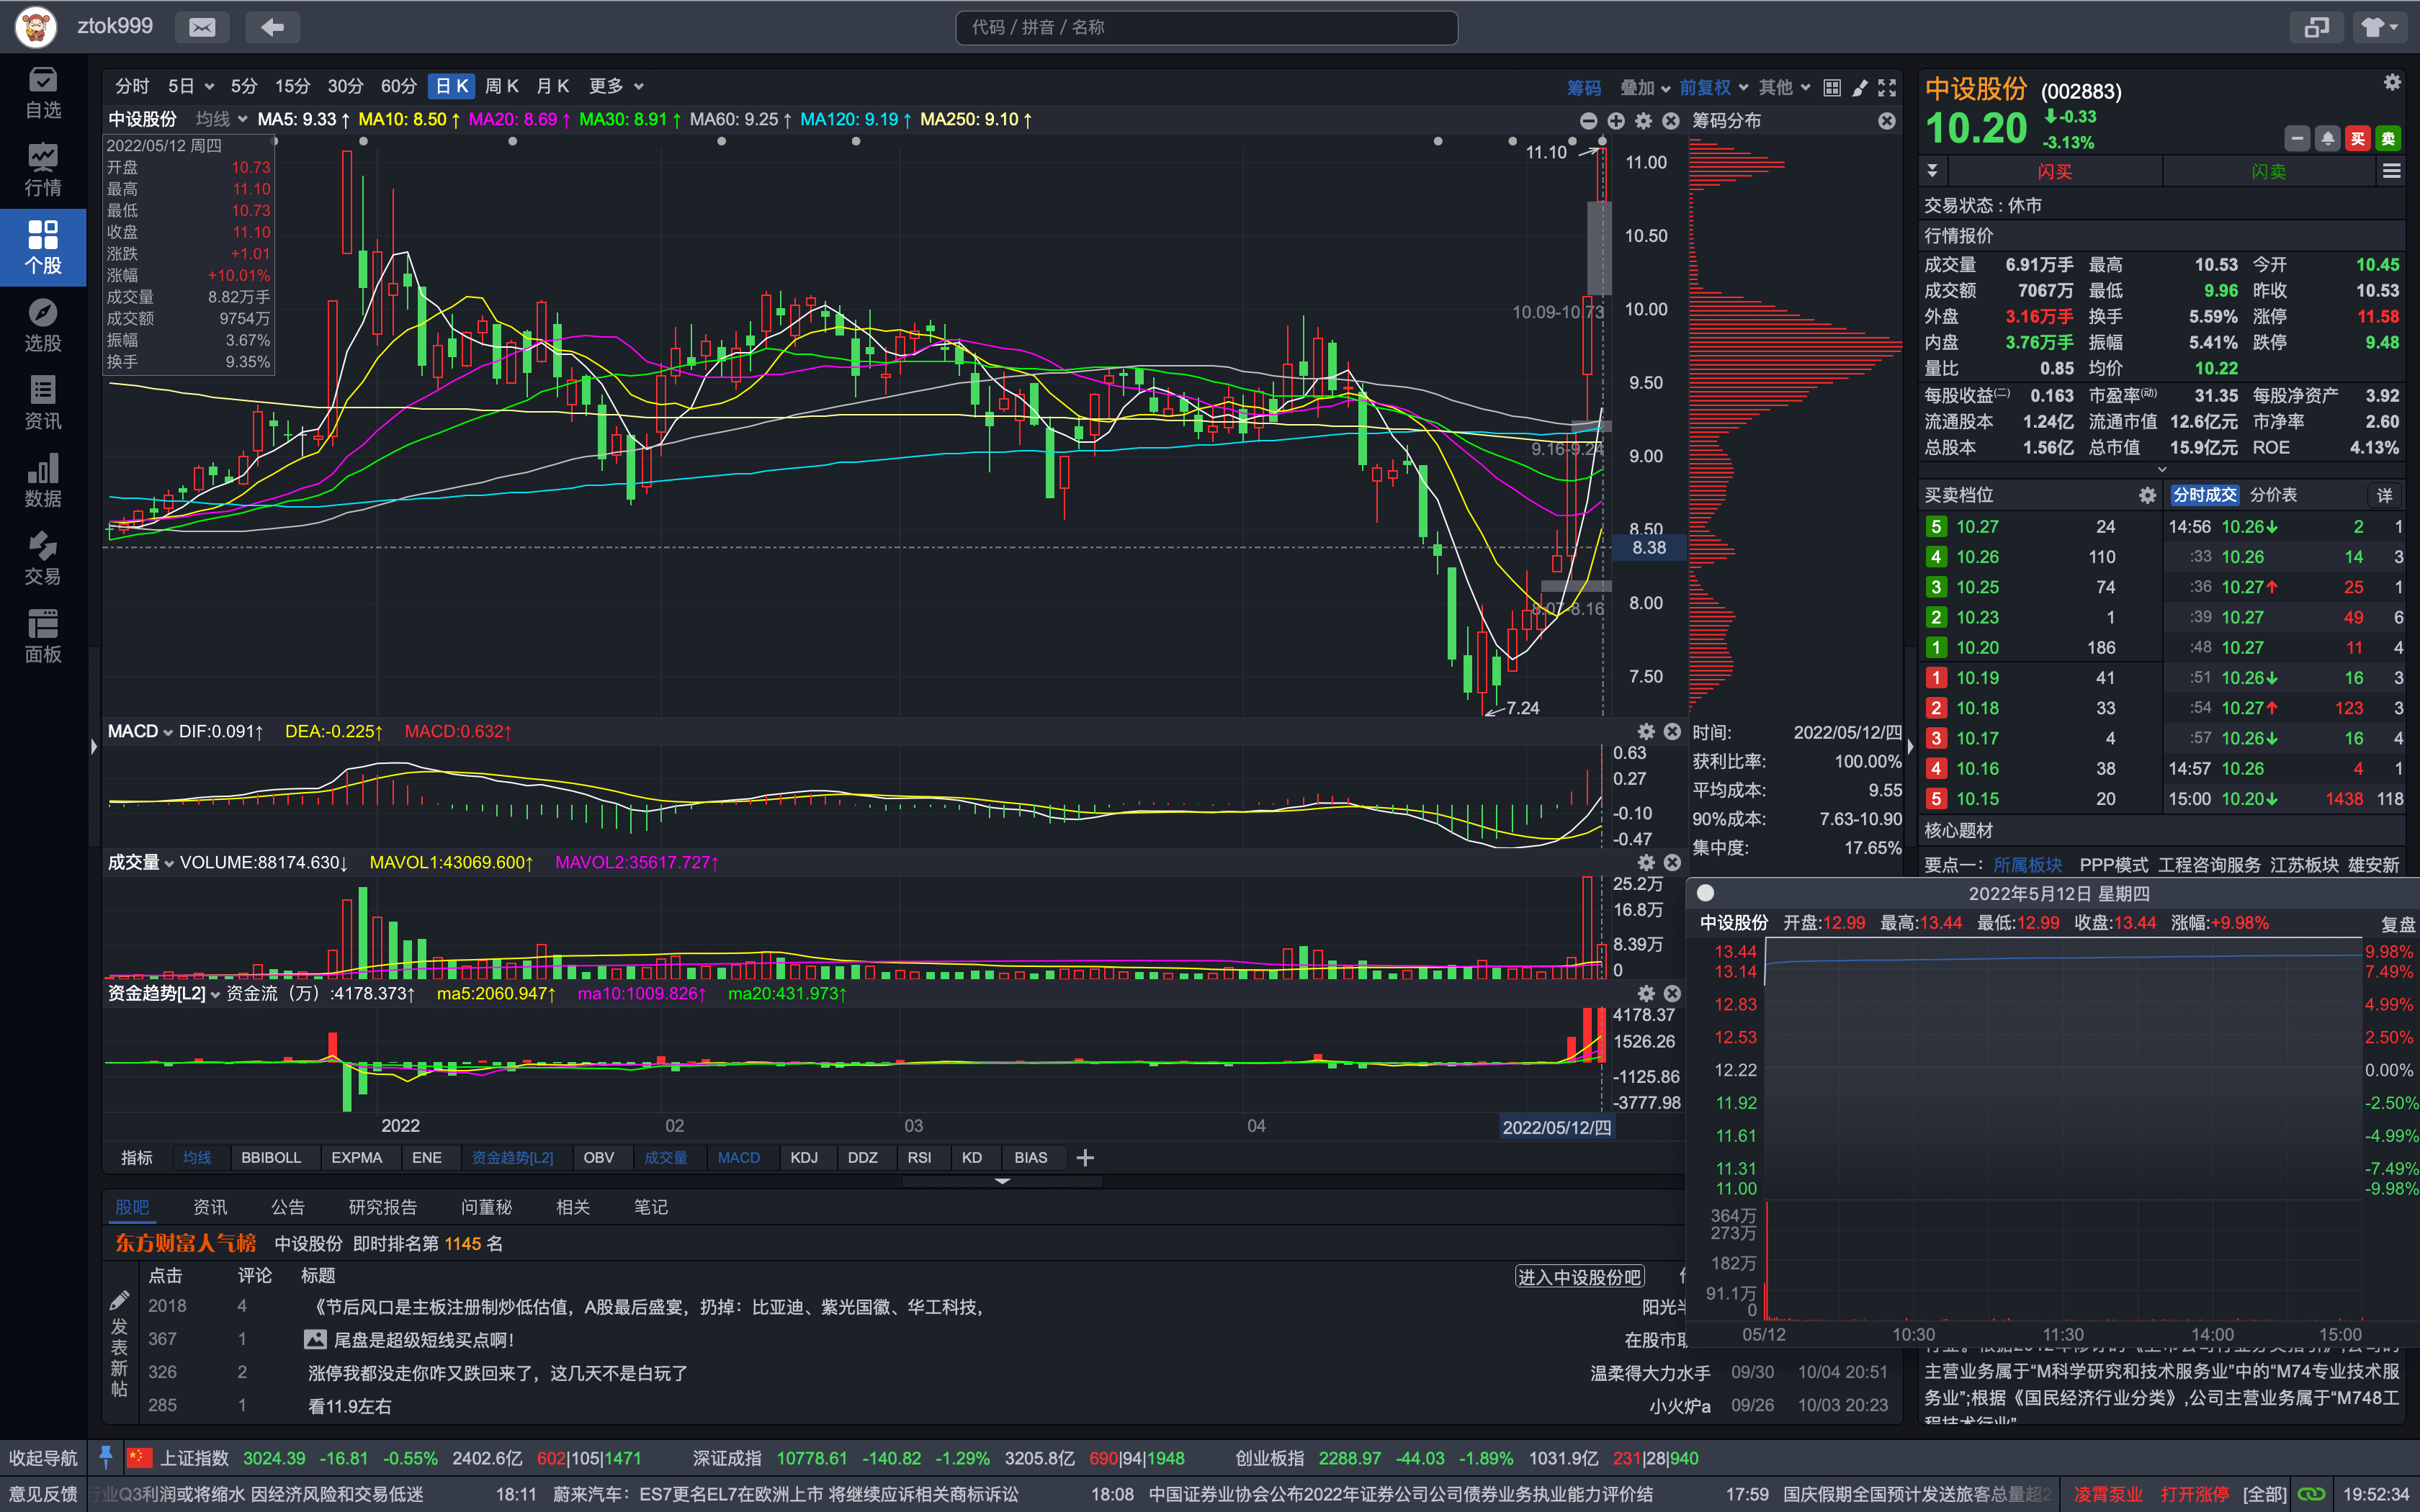 ztok999
代码 / 拼音 / 名称
自选
行情
个股
选股
资讯
数据
交易
面板
分时 5日 5分 15分 30分 60分 日K 周K 月K 更多
筹码 叠加 前复权 其他
中设股份 均线 MA5: 9.33↑ MA10: 8.50↑ MA20: 8.69↑ MA30: 8.91↑ MA60: 9.25↑ MA120: 9.19↑ MA250: 9.10↑
2022/05/12 周四
开盘 10.73
最高 11.10
最低 10.73
收盘 11.10
涨跌 +1.01
涨幅 +10.01%
成交量 8.82万手
成交额 9754万
振幅 3.67%
换手 9.35%
11.10
10.09-10.73
9.16-9.24
8.07-8.16
7.24
11.00
10.50
10.00
9.50
9.00
8.50
8.38
8.00
7.50
筹码分布
时间: 2022/05/12/四
获利比率: 100.00%
平均成本: 9.55
90%成本: 7.63-10.90
集中度: 17.65%
MACD DIF:0.091↑ DEA:-0.225↑ MACD:0.632↑
0.63
0.27
-0.10
-0.47
成交量 VOLUME:88174.630↓ MAVOL1:43069.600↑ MAVOL2:35617.727↑
25.2万
16.8万
8.39万
0
资金趋势[L2] 资金流（万）:4178.373↑ ma5:2060.947↑ ma10:1009.826↑ ma20:431.973↑
4178.37
1526.26
-1125.86
-3777.98
2022 02 03 04 2022/05/12/四
指标 均线 BBIBOLL EXPMA ENE 资金趋势[L2] OBV 成交量 MACD KDJ DDZ RSI KD BIAS
股吧 资讯 公告 研究报告 问董秘 相关 笔记
东方财富人气榜 中设股份 即时排名第 1145 名
点击 评论 标题 进入中设股份吧
发表新帖
2018 4 《节后风口是主板注册制炒低估值，A股最后盛宴，扔掉：比亚迪、紫光国徽、华工科技， 阳光
367 1 尾盘是超级短线买点啊！ 在股市
326 2 涨停我都没走你咋又跌回来了，这几天不是白玩了 温柔得大力水手 09/30 10/04 20:51
285 1 看11.9左右 小火炉a 09/26 10/03 20:23
中设股份 (002883)
10.20 -0.33
-3.13%
买 卖
闪买 闪卖
交易状态 : 休市
行情报价
成交量 6.91万手 最高 10.53 今开 10.45
成交额 7067万 最低 9.96 昨收 10.53
外盘 3.16万手 换手 5.59% 涨停 11.58
内盘 3.76万手 振幅 5.41% 跌停 9.48
量比 0.85 均价 10.22
每股收益(二) 0.163 市盈率(动) 31.35 每股净资产 3.92
流通股本 1.24亿 流通市值 12.6亿元 市净率 2.60
总股本 1.56亿 总市值 15.9亿元 ROE 4.13%
买卖档位 分时成交 分价表 详
5 10.27 24
4 10.26 110
3 10.25 74
2 10.23 1
1 10.20 186
1 10.19 41
2 10.18 33
3 10.17 4
4 10.16 38
5 10.15 20
14:56 10.26↓ 2 1
:33 10.26 14 3
:36 10.27↑ 25 1
:39 10.27 49 6
:48 10.27 11 4
:51 10.26↓ 16 3
:54 10.27↑ 123 3
:57 10.26↓ 16 4
14:57 10.26 4 1
15:00 10.20↓ 1438 118
核心题材
要点一： 所属板块 PPP模式 工程咨询服务 江苏板块 雄安新
2022年5月12日 星期四
中设股份 开盘:12.99 最高:13.44 最低:12.99 收盘:13.44 涨幅:+9.98% 复盘
13.44 9.98%
13.14 7.49%
12.83 4.99%
12.53 2.50%
12.22 0.00%
11.92 -2.50%
11.61 -4.99%
11.31 -7.49%
11.00 -9.98%
364万
273万
182万
91.1万
0
05/12 10:30 11:30 14:00 15:00
主营业务属于“M科学研究和技术服务业”中的“M74专业技术服
务业”;根据《国民经济行业分类》,公司主营业务属于“M748工
程技术行业”
收起导航 上证指数 3024.39 -16.81 -0.55% 2402.6亿 602|105|1471 深证成指 10778.61 -140.82 -1.29% 3205.8亿 690|94|1948 创业板指 2288.97 -44.03 -1.89% 1031.9亿 231|28|940
意见反馈 业Q3利润或将缩水 因经济风险和交易低迷 18:11 蔚来汽车：ES7更名EL7在欧洲上市 将继续应诉相关商标诉讼 18:08 中国证券业协会公布2022年证券公司公司债券业务执业能力评价结 17:59 国庆假期全国预计发送旅客总量超2 凌霄泵业 打开涨停 [全部] 19:52:34